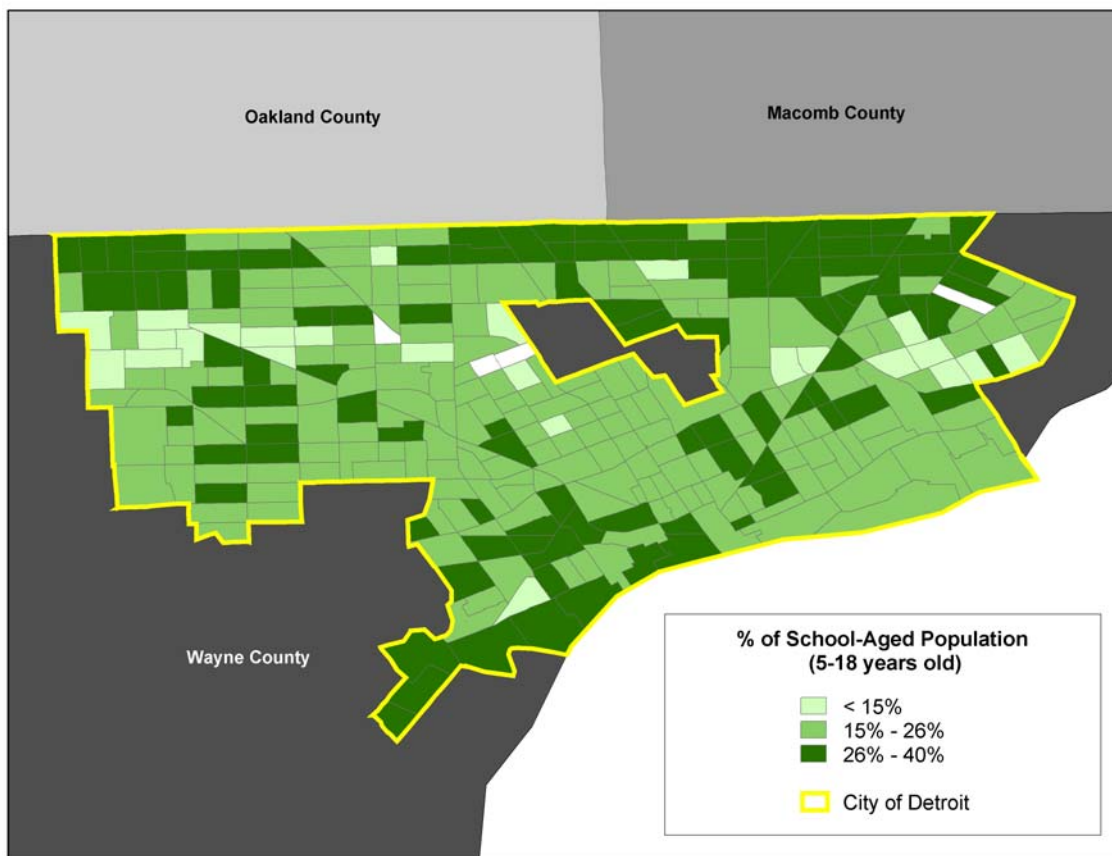 Oakland County
Macomb County
Wayne County
% of School-Aged Population
(5-18 years old)
< 15%
15% - 26%
26% - 40%
City of Detroit